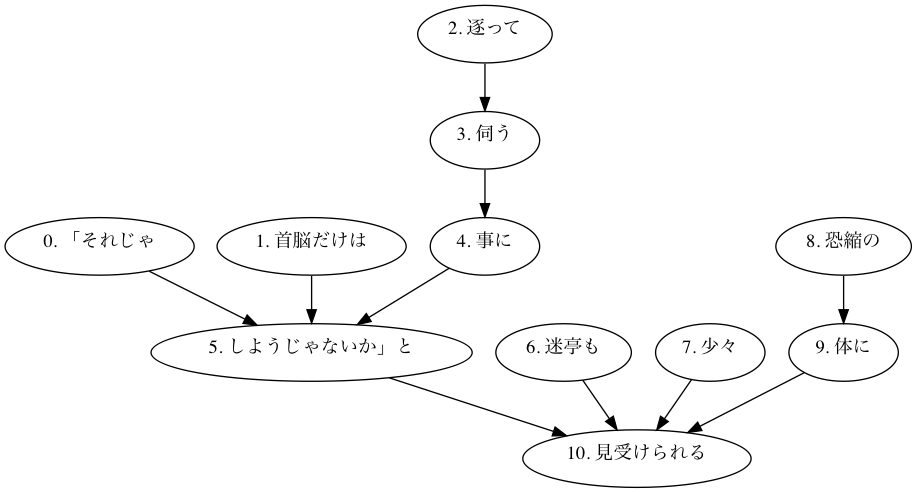 2. 逐って
3. 伺う
0. 「それじゃ
1. 首脳だけは
4. 事に
8. 恐縮の
5. しようじゃないか」と
6. 迷亭も
7. 少々
9. 体に
10. 見受けられる